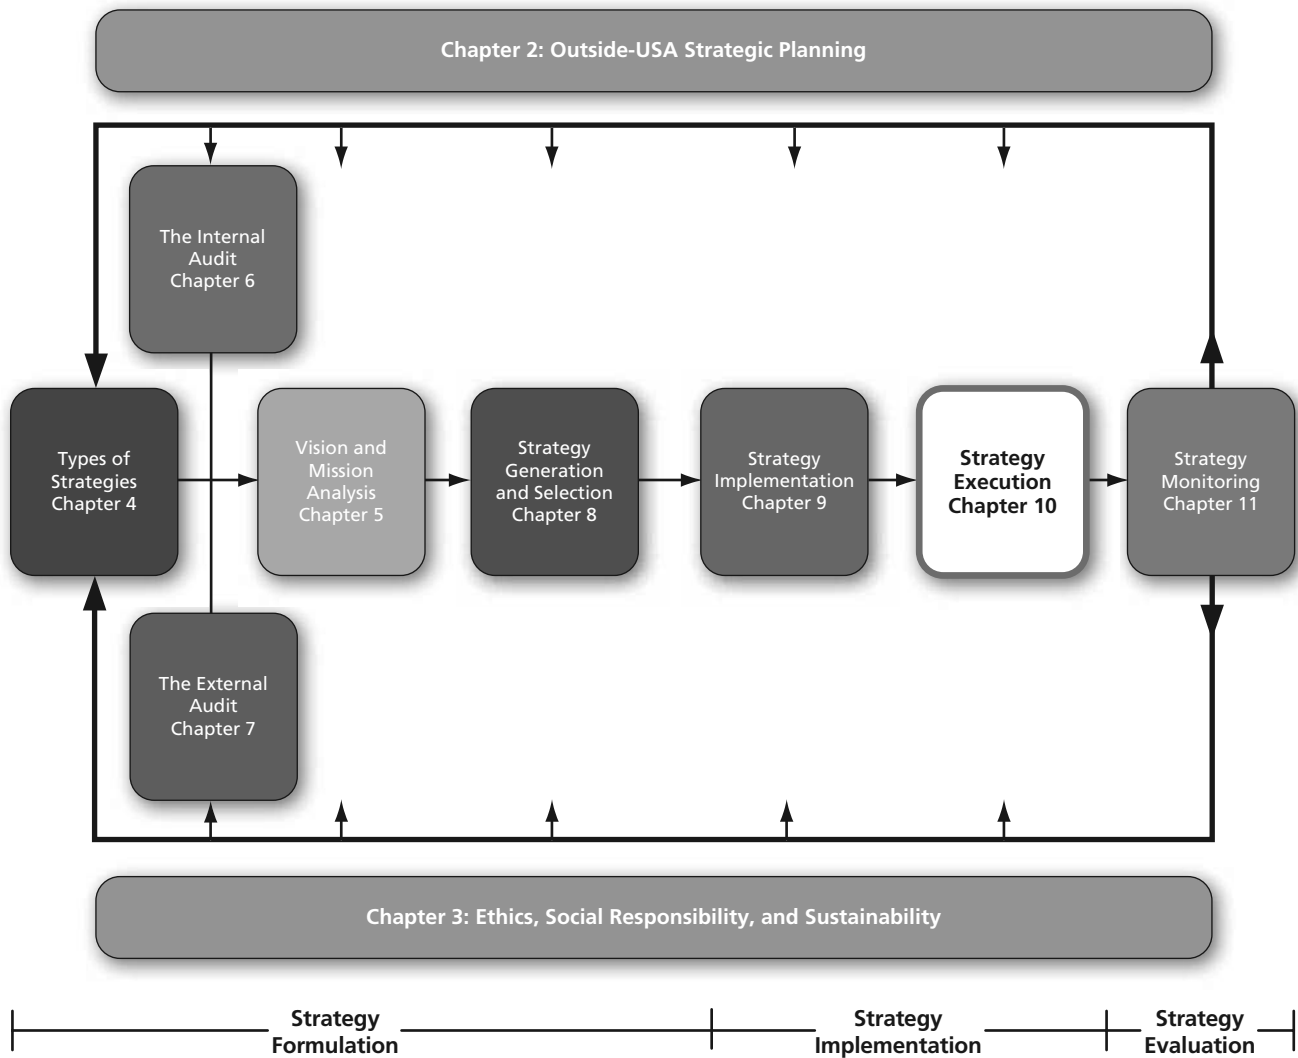 Chapter 2: Outside-USA Strategic Planning
The Internal
Audit
Chapter 6
Types of
Strategies
Chapter 4
Vision and
Mission
Analysis
Chapter 5
Strategy
Generation
and Selection
Chapter 8
Strategy
Implementation
Chapter 9
Strategy
Execution
Chapter 10
Strategy
Monitoring
Chapter 11
The External
Audit
Chapter 7
Chapter 3: Ethics, Social Responsibility, and Sustainability
Strategy
Formulation
Strategy
Implementation
Strategy
Evaluation